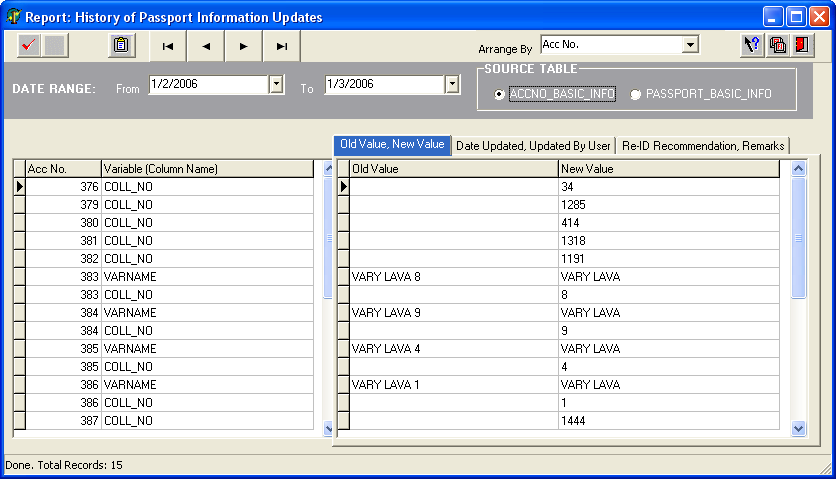 Report: History of Passport Information Updates
Arrange By Acc No.
DATE RANGE: From 1/2/2006 To 1/3/2006
SOURCE TABLE
ACCNO_BASIC_INFO PASSPORT_BASIC_INFO
Old Value, New Value Date Updated, Updated By User Re-ID Recommendation, Remarks
Acc No. Variable (Column Name) Old Value New Value
376 COLL_NO 34
379 COLL_NO 1285
380 COLL_NO 414
381 COLL_NO 1318
382 COLL_NO 1191
383 VARNAME VARY LAVA 8 VARY LAVA
383 COLL_NO 8
384 VARNAME VARY LAVA 9 VARY LAVA
384 COLL_NO 9
385 VARNAME VARY LAVA 4 VARY LAVA
385 COLL_NO 4
386 VARNAME VARY LAVA 1 VARY LAVA
386 COLL_NO 1
387 COLL_NO 1444
Done. Total Records: 15